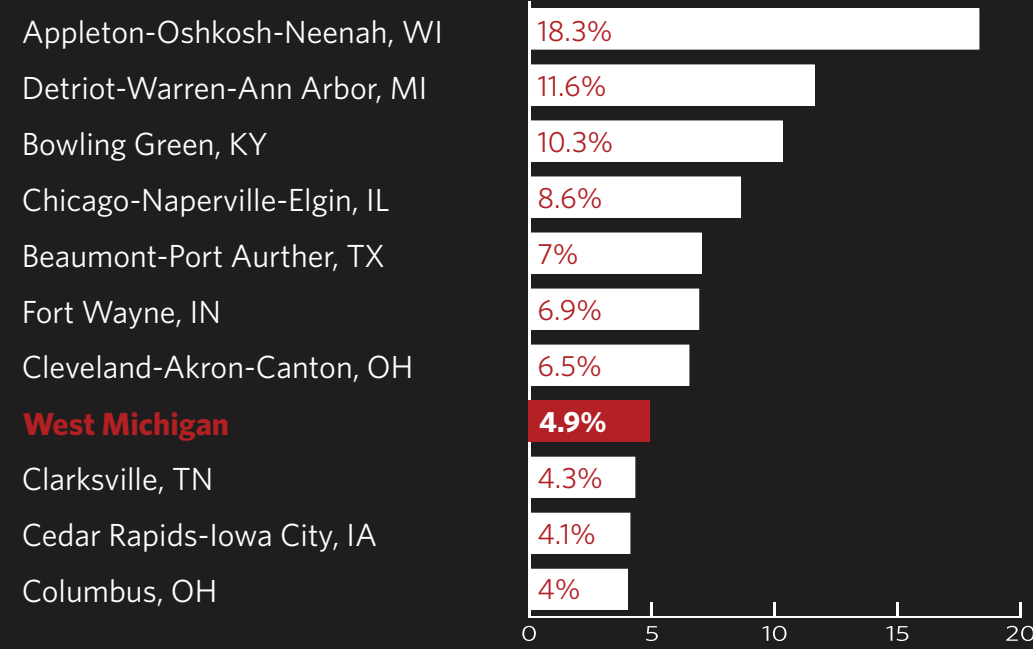 Appleton-Oshkosh-Neenah, WI 18.3%
Detriot-Warren-Ann Arbor, MI 11.6%
Bowling Green, KY 10.3%
Chicago-Naperville-Elgin, IL 8.6%
Beaumont-Port Aurther, TX 7%
Fort Wayne, IN 6.9%
Cleveland-Akron-Canton, OH 6.5%
West Michigan 4.9%
Clarksville, TN 4.3%
Cedar Rapids-Iowa City, IA 4.1%
Columbus, OH 4%
0 5 10 15 20